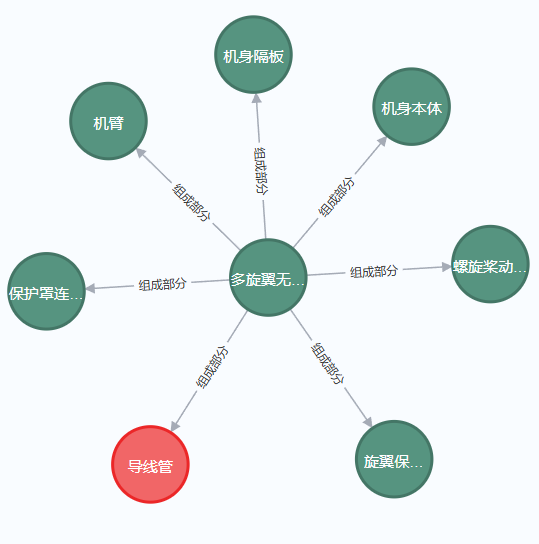 机身隔板
机臂
机身本体
组成部分
组成部分
组成部分
保护罩连...
组成部分
多旋翼无...
组成部分
螺旋桨动...
组成部分
组成部分
导线管
旋翼保...